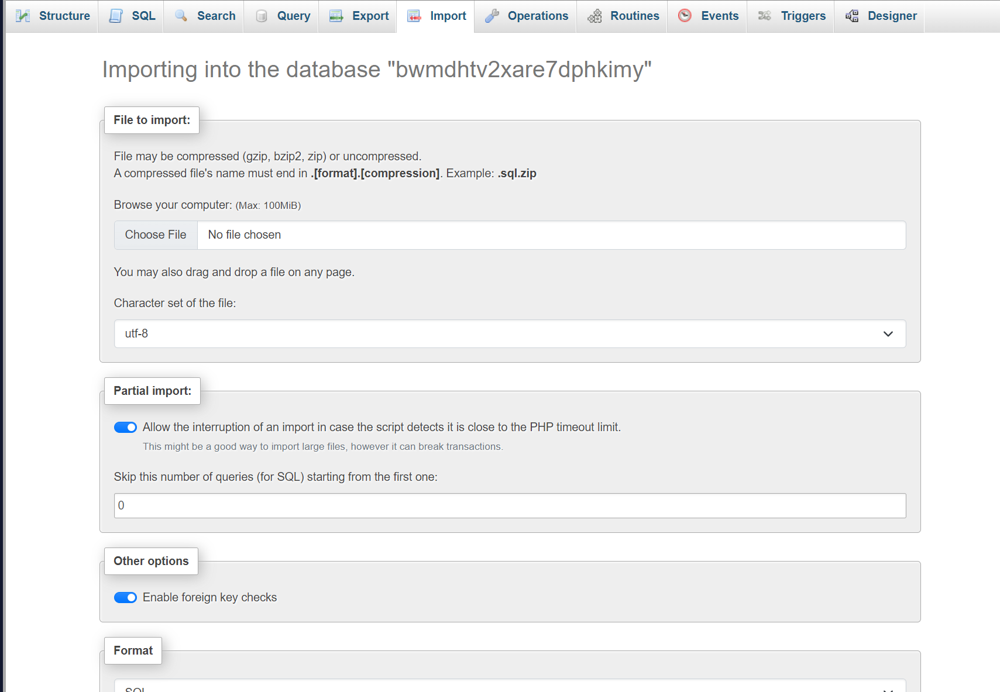 Structure SQL Search Query Export Import Operations Routines Events Triggers Designer
Importing into the database "bwmdhtv2xare7dphkimy"
File to import:
File may be compressed (gzip, bzip2, zip) or uncompressed.
A compressed file's name must end in .[format].[compression]. Example: .sql.zip
Browse your computer: (Max: 100MiB)
Choose File No file chosen
You may also drag and drop a file on any page.
Character set of the file:
utf-8
Partial import:
Allow the interruption of an import in case the script detects it is close to the PHP timeout limit.
This might be a good way to import large files, however it can break transactions.
Skip this number of queries (for SQL) starting from the first one:
0
Other options
Enable foreign key checks
Format
SQL